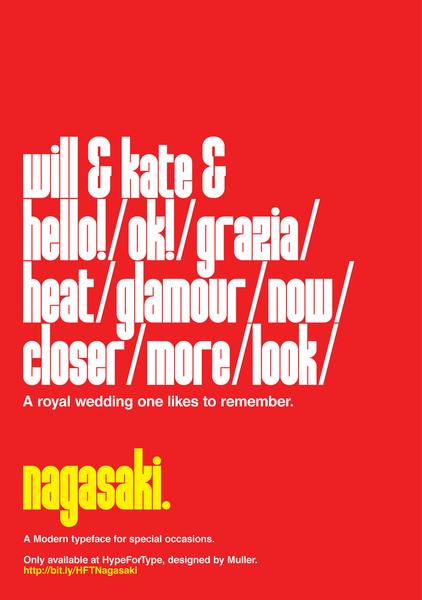 will & kate &
hello!/ok!/grazia/
heat/glamour/now/
closer/more/look/
A royal wedding one likes to remember.
nagasaki.
A Modern typeface for special occasions.
Only available at HypeForType, designed by Muller.
http://bit.ly/HFTNagasaki